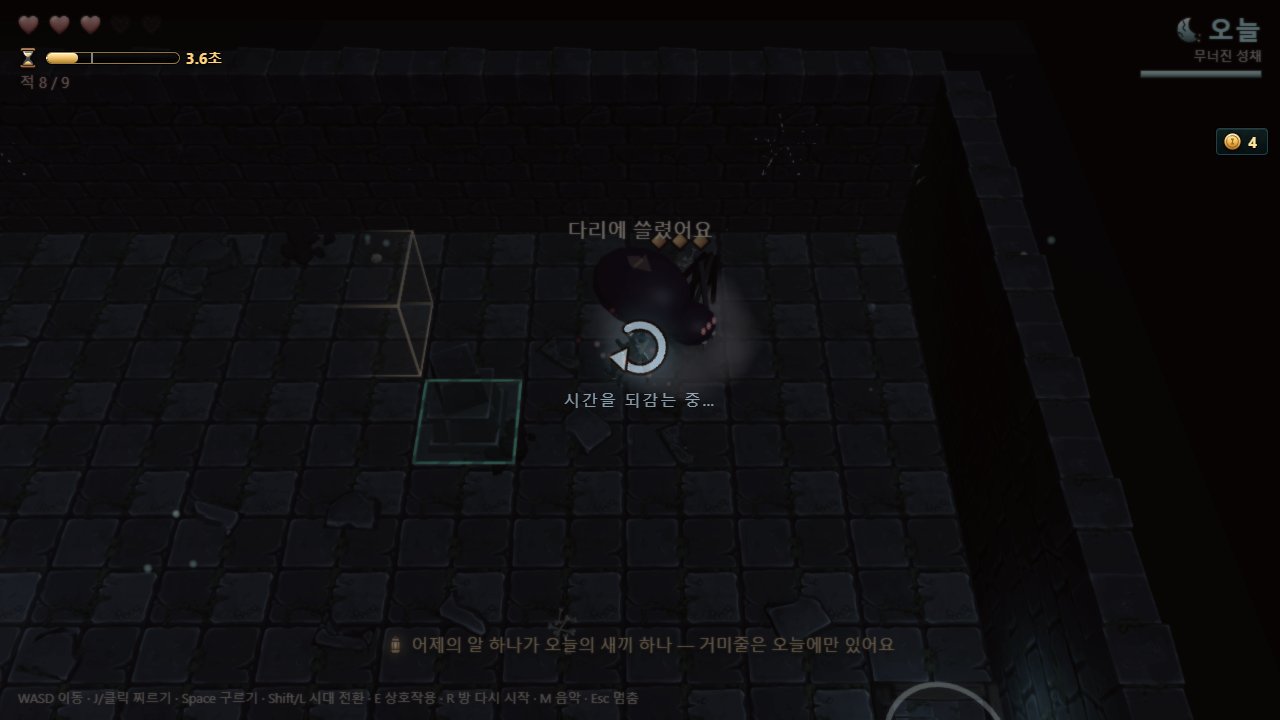 3.6초
적 8 / 9
오늘
무너진 성채
4
다리에 쓸렸어요
시간을 되감는 중...
어제의 알 하나가 오늘의 새끼 하나 — 거미줄은 오늘에만 있어요
WASD 이동 · J/클릭 찌르기 · Space 구르기 · Shift/L 시대 전환 · E 상호작용 · R 방 다시 시작 · M 음악 · Esc 멈춤